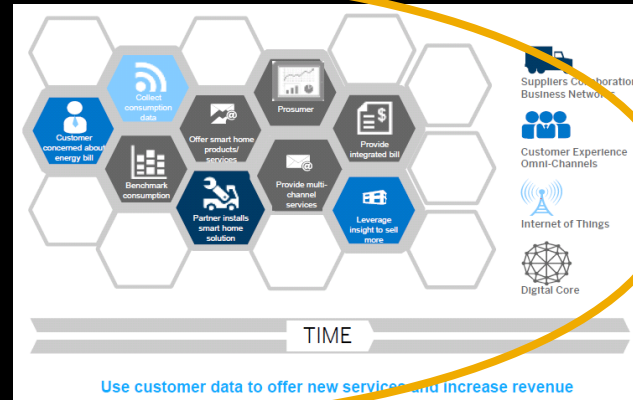 Collect
consumption
data
Customer
concerned about
energy bill
Benchmark
consumption
Offer smart home
products/
services
Partner installs
smart home
solution
Prosumer
Provide multi-
channel
services
Provide
integrated bill
Leverage
insight to sell
more
Suppliers Collaboration
Business Networks
Customer Experience
Omni-Channels
Internet of Things
Digital Core
TIME
Use customer data to offer new services and increase revenue